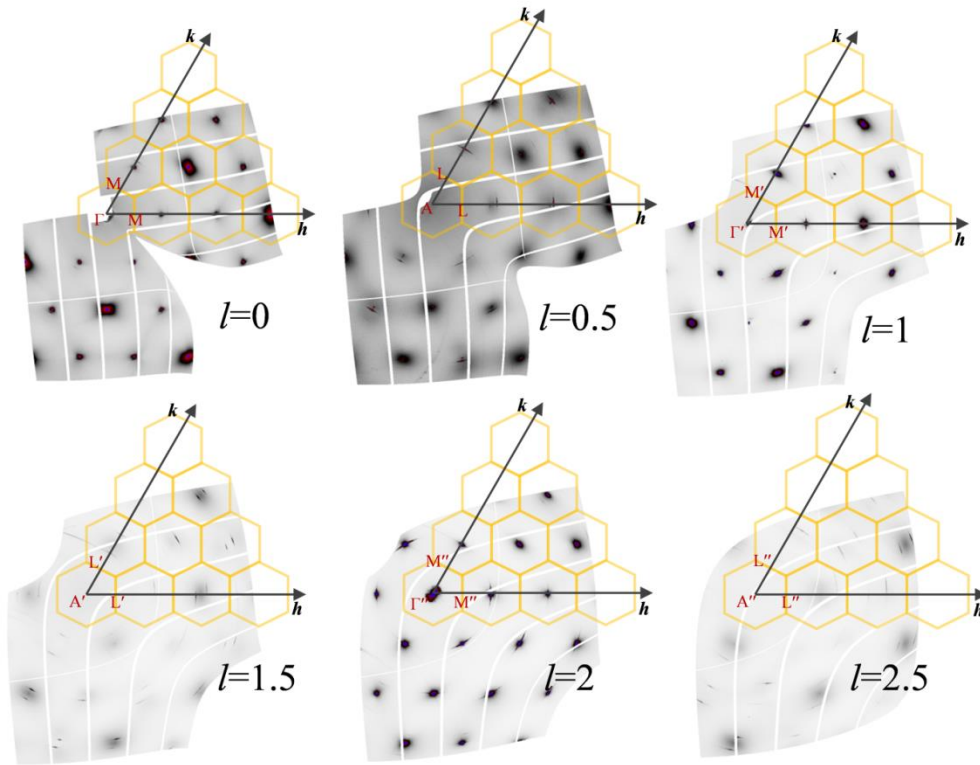 k
M
Γ
M
h
l=0
k
L
A
L
h
l=0.5
k
M′
Γ′
M′
h
l=1
k
L′
A′
L′
h
l=1.5
k
M″
Γ″
M″
h
l=2
k
L″
A″
L″
h
l=2.5